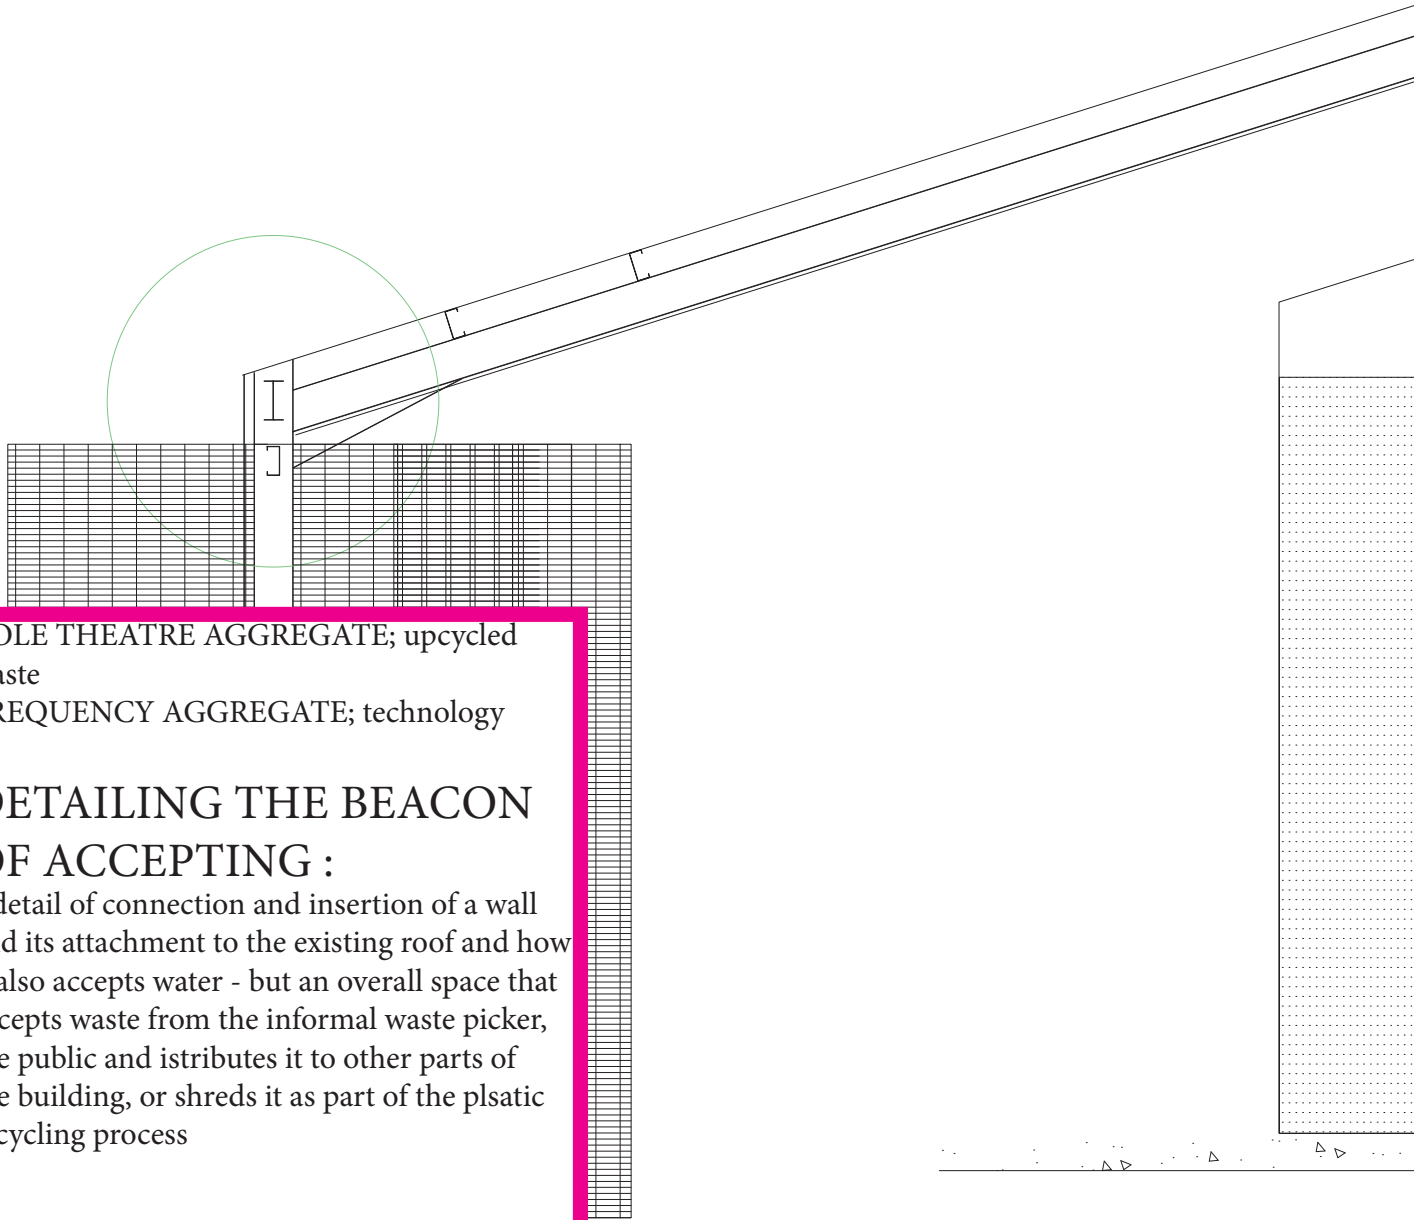 OLE THEATRE AGGREGATE; upcycled
aste
REQUENCY AGGREGATE; technology
DETAILING THE BEACON
OF ACCEPTING :
detail of connection and insertion of a wall
d its attachment to the existing roof and how
also accepts water - but an overall space that
cepts waste from the informal waste picker,
e public and istributes it to other parts of
e building, or shreds it as part of the plsatic
cycling process